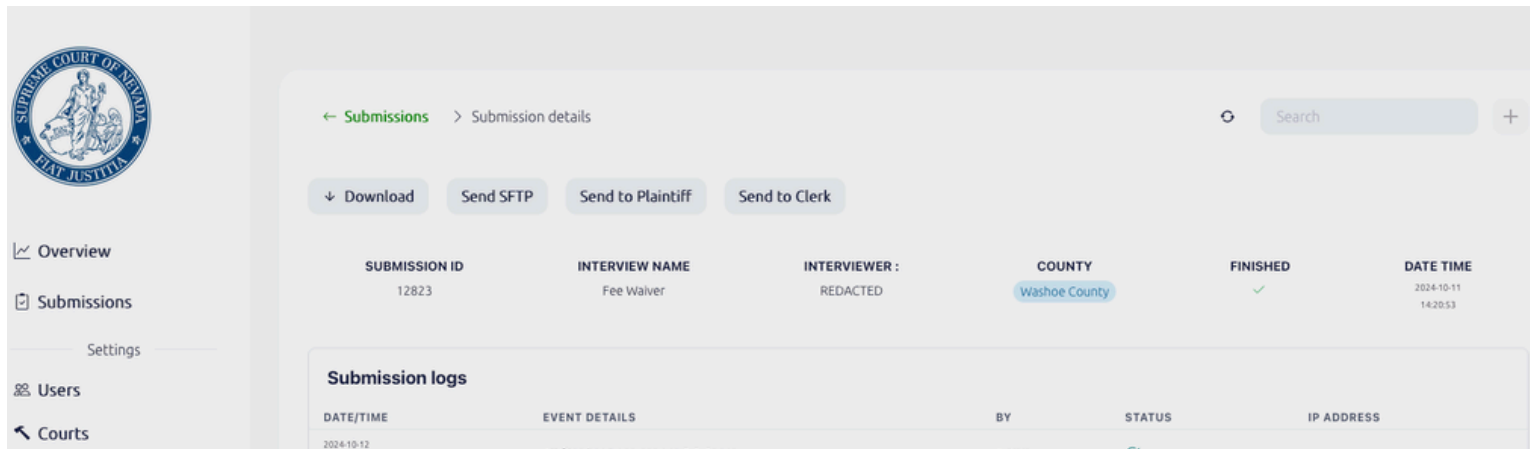 SUPREME COURT OF NEVADA
FIAT JUSTITIA
Overview
Submissions
Settings
Users
Courts
← Submissions > Submission details
Search +
↓ Download Send SFTP Send to Plaintiff Send to Clerk
SUBMISSION ID INTERVIEW NAME INTERVIEWER : COUNTY FINISHED DATE TIME
12823 Fee Waiver REDACTED Washoe County ✓ 2024-10-11
14:20:53
Submission logs
DATE/TIME EVENT DETAILS BY STATUS IP ADDRESS
2024-10-12